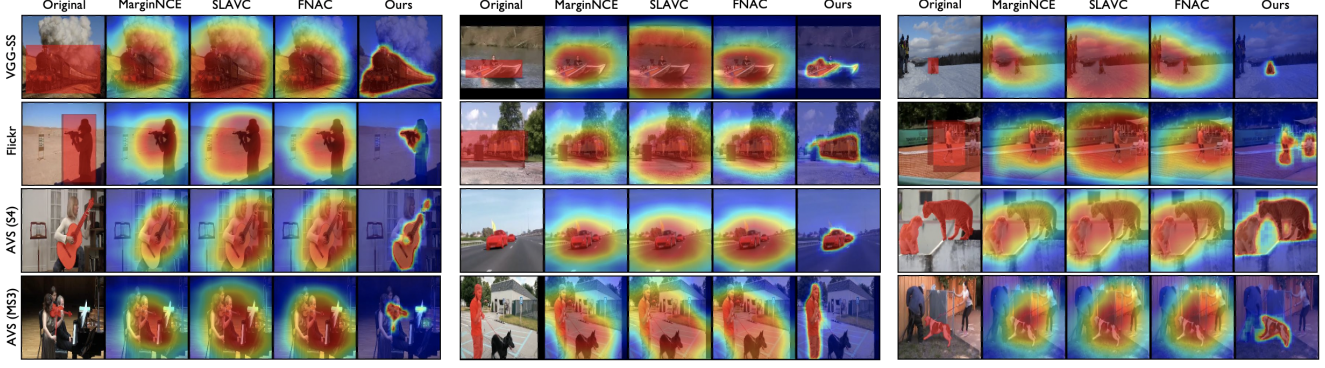 Original MarginNCE SLAVC FNAC Ours Original MarginNCE SLAVC FNAC Ours Original MarginNCE SLAVC FNAC Ours
VGG-SS
Flickr
AVS (S4)
AVS (MS3)